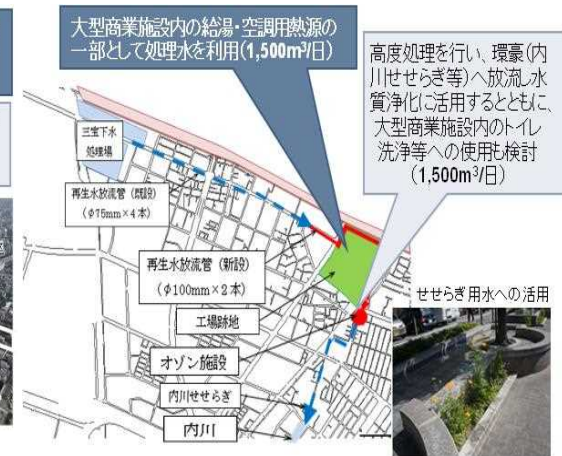 大型商業施設内の給湯・空調用熱源の
一部として処理水を利用(1,500m³/日)
高度処理を行い、環豪(内
川せせらぎ等)へ放流し水
質浄化に活用するとともに、
大型商業施設内のトイレ
洗浄等への使用も検討
(1,500m³/日)
三宝下水
処理場
再生水放流管（既設）
（φ75mm×4本）
再生水放流管（新設）
（φ100mm×2本）
工場跡地
オゾン施設
内川せせらぎ
内川
せせらぎ用水への活用